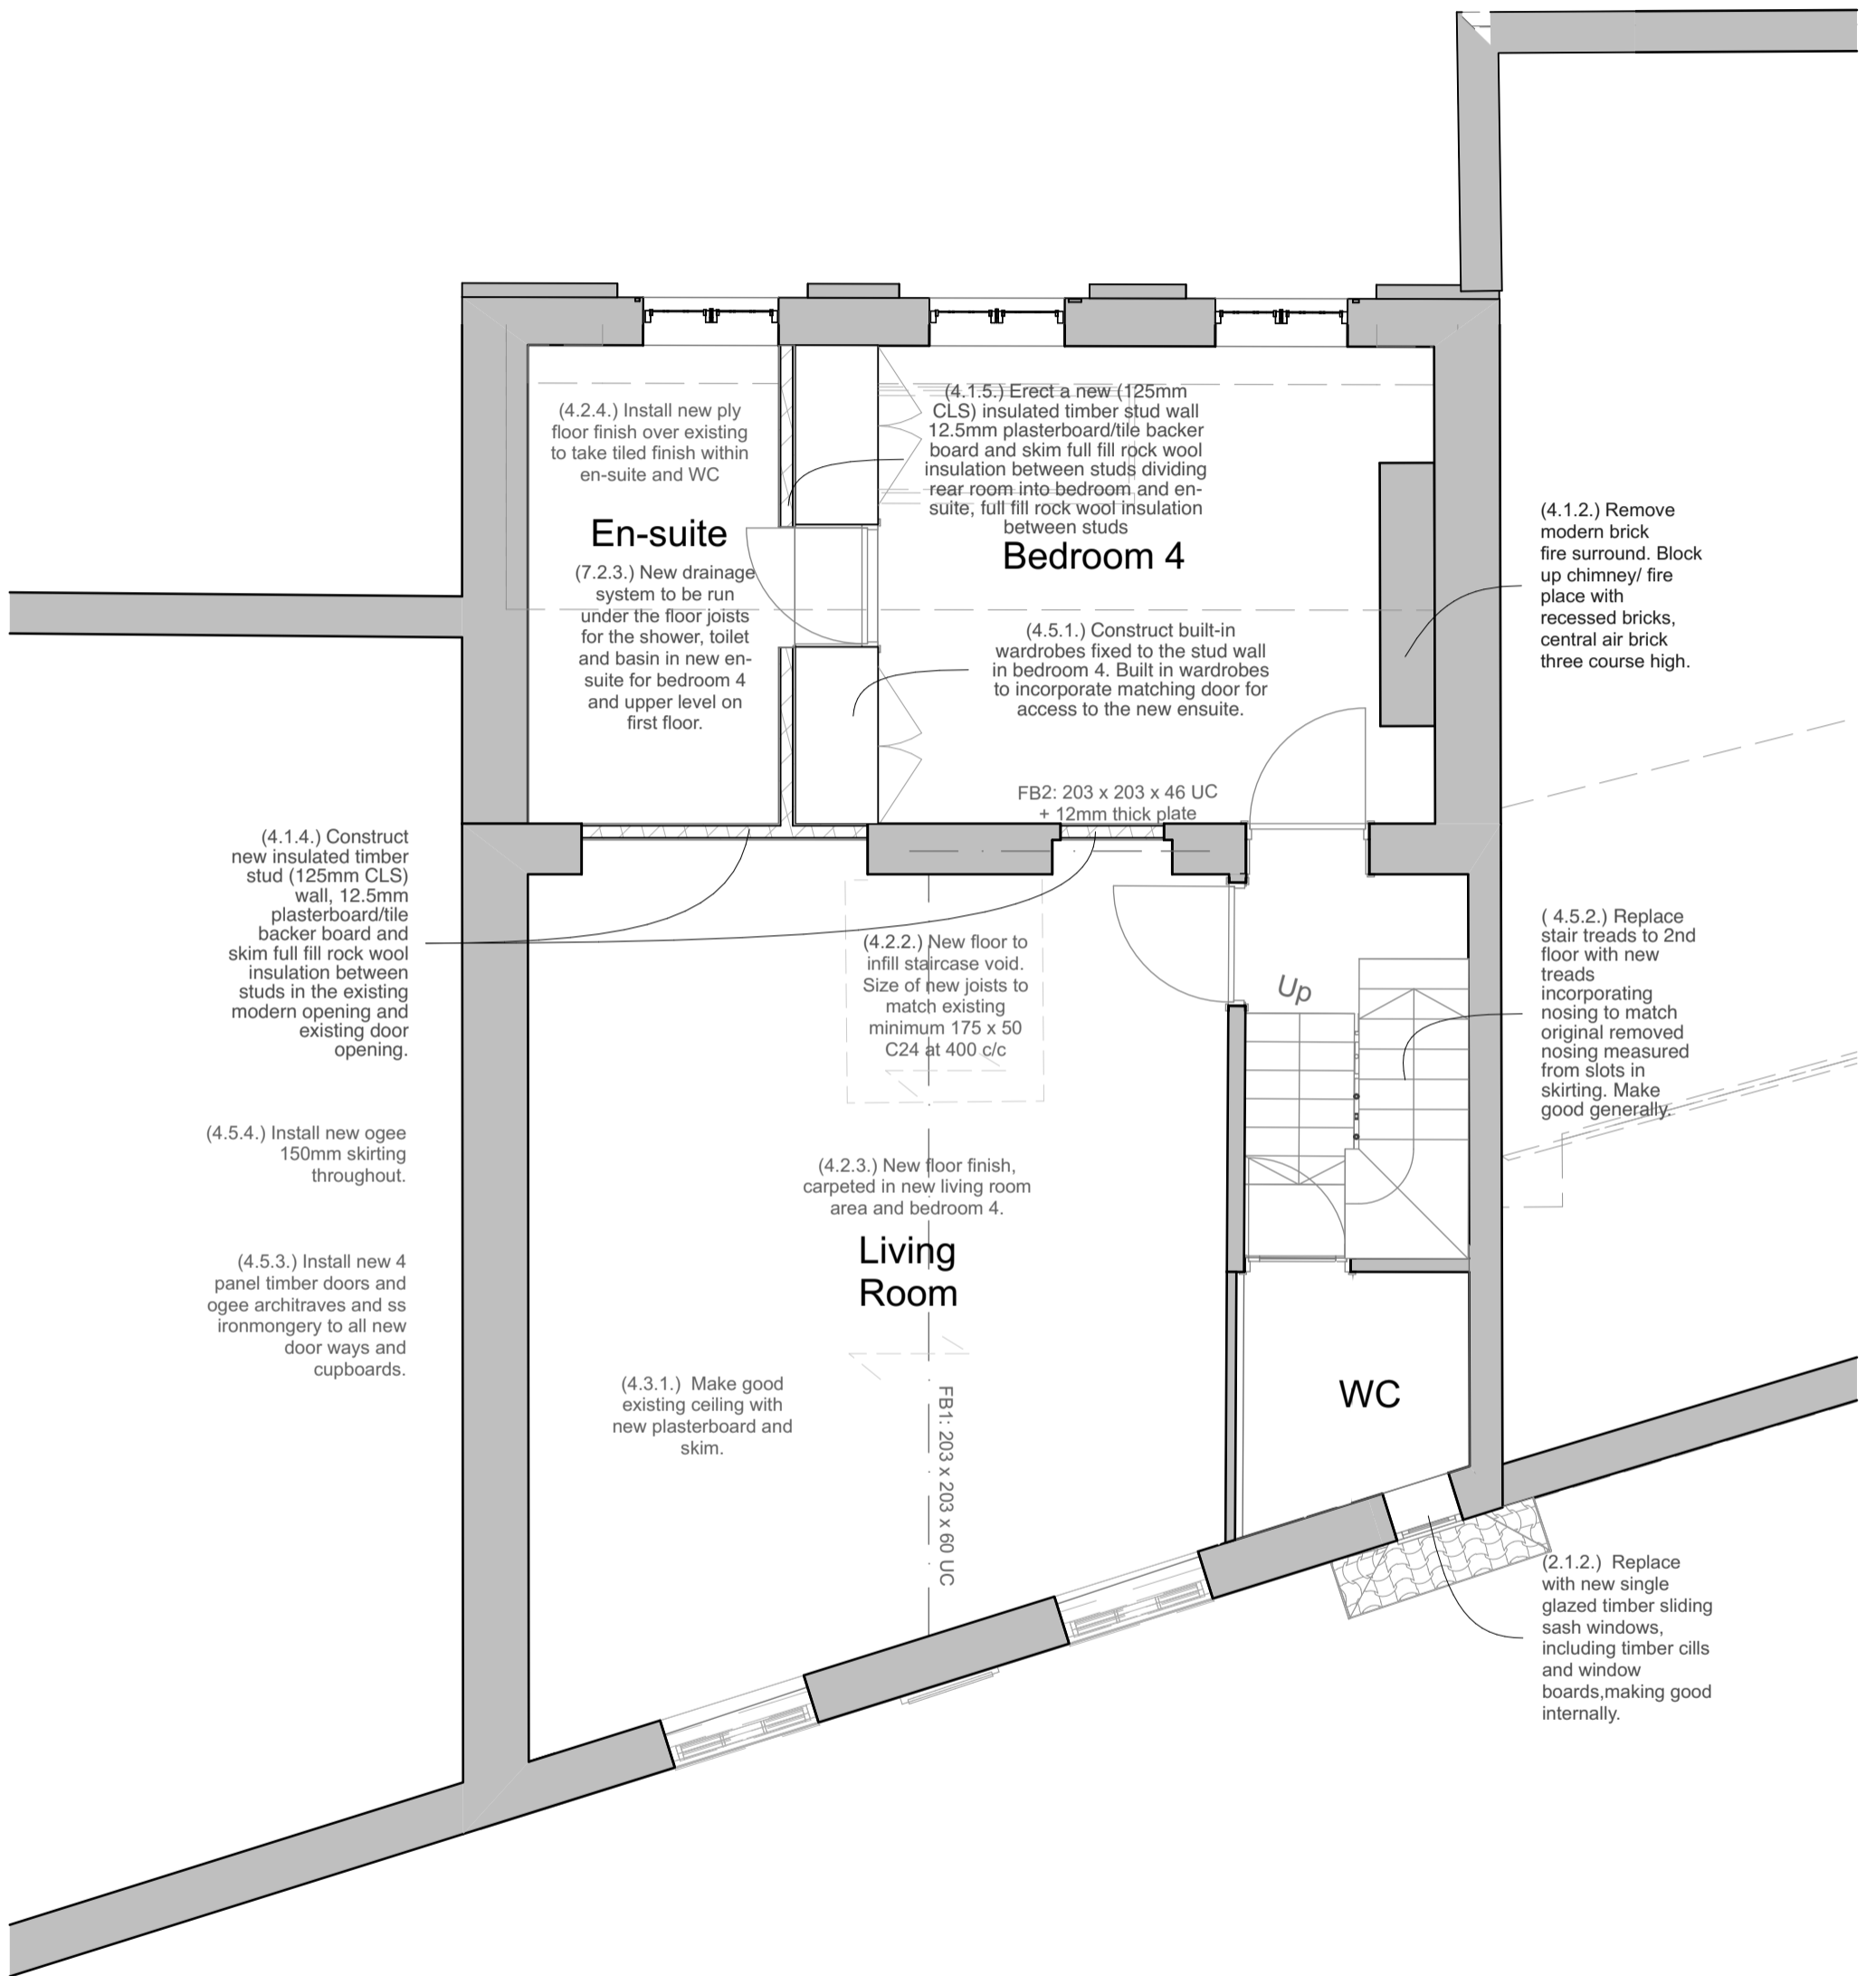 (4.2.4.) Install new ply
floor finish over existing
to take tiled finish within
en-suite and WC
En-suite
(7.2.3.) New drainage
system to be run
under the floor joists
for the shower, toilet
and basin in new en-
suite for bedroom 4
and upper level on
first floor.
(4.1.5.) Erect a new (125mm
CLS) insulated timber stud wall
12.5mm plasterboard/tile backer
board and skim full fill rock wool
insulation between studs dividing
rear room into bedroom and en-
suite, full fill rock wool insulation
between studs
Bedroom 4
(4.5.1.) Construct built-in
wardrobes fixed to the stud wall
in bedroom 4. Built in wardrobes
to incorporate matching door for
access to the new ensuite.
FB2: 203 x 203 x 46 UC
+ 12mm thick plate
(4.1.2.) Remove
modern brick
fire surround. Block
up chimney/ fire
place with
recessed bricks,
central air brick
three course high.
(4.1.4.) Construct
new insulated timber
stud (125mm CLS)
wall, 12.5mm
plasterboard/tile
backer board and
skim full fill rock wool
insulation between
studs in the existing
modern opening and
existing door
opening.
(4.5.4.) Install new ogee
150mm skirting
throughout.
(4.5.3.) Install new 4
panel timber doors and
ogee architraves and ss
ironmongery to all new
door ways and
cupboards.
(4.2.2.) New floor to
infill staircase void.
Size of new joists to
match existing
minimum 175 x 50
C24 at 400 c/c
(4.2.3.) New floor finish,
carpeted in new living room
area and bedroom 4.
Living
Room
(4.3.1.) Make good
existing ceiling with
new plasterboard and
skim.
FB1: 203 x 203 x 60 UC
Up
( 4.5.2.) Replace
stair treads to 2nd
floor with new
treads
incorporating
nosing to match
original removed
nosing measured
from slots in
skirting. Make
good generally.
WC
(2.1.2.) Replace
with new single
glazed timber sliding
sash windows,
including timber cills
and window
boards,making good
internally.